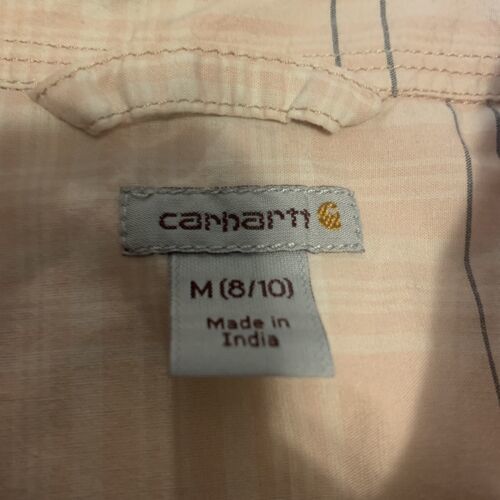 carhartt
M (8/10)
Made in
India